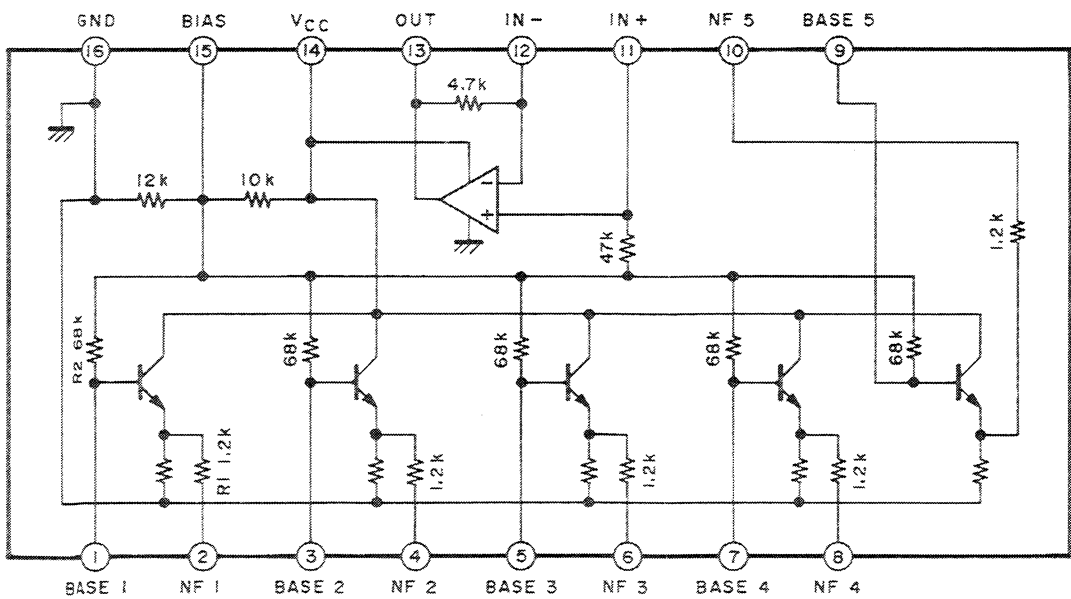 GND BIAS VCC OUT IN- IN+ NF 5 BASE 5
16 15 14 13 12 11 10 9
4.7k
12k 10k
- 
+
47k 1.2k
R2 68k 68k 68k 68k 68k
R1 1.2k 1.2k 1.2k 1.2k
1 2 3 4 5 6 7 8
BASE 1 NF 1 BASE 2 NF 2 BASE 3 NF 3 BASE 4 NF 4